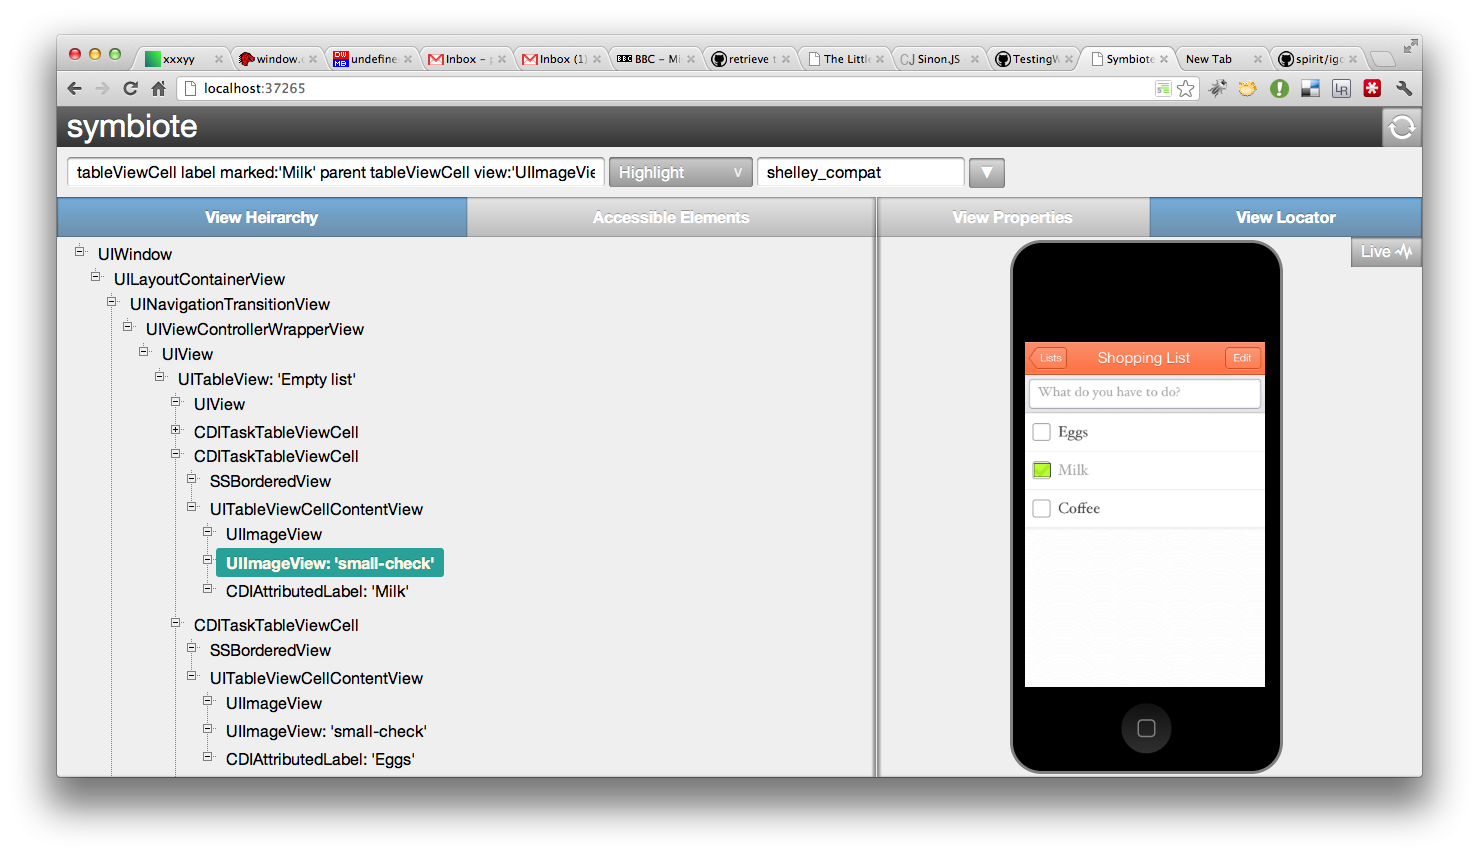 xxxyy
window.
undefine
Inbox –
Inbox (1)
BBC – Mi
retrieve t
The Little
Sinon.JS
TestingW
Symbiote
New Tab
spirit/igo
localhost:37265
symbiote
tableViewCell label marked:'Milk' parent tableViewCell view:'UIImageVie
Highlight
shelley_compat
View Heirarchy
Accessible Elements
View Properties
View Locator
Live
UIWindow
UILayoutContainerView
UINavigationTransitionView
UIViewControllerWrapperView
UIView
UITableView: 'Empty list'
UIView
CDITaskTableViewCell
CDITaskTableViewCell
SSBorderedView
UITableViewCellContentView
UIImageView
UIImageView: 'small-check'
CDIAttributedLabel: 'Milk'
CDITaskTableViewCell
SSBorderedView
UITableViewCellContentView
UIImageView
UIImageView: 'small-check'
CDIAttributedLabel: 'Eggs'
Lists
Shopping List
Edit
What do you have to do?
Eggs
Milk
Coffee